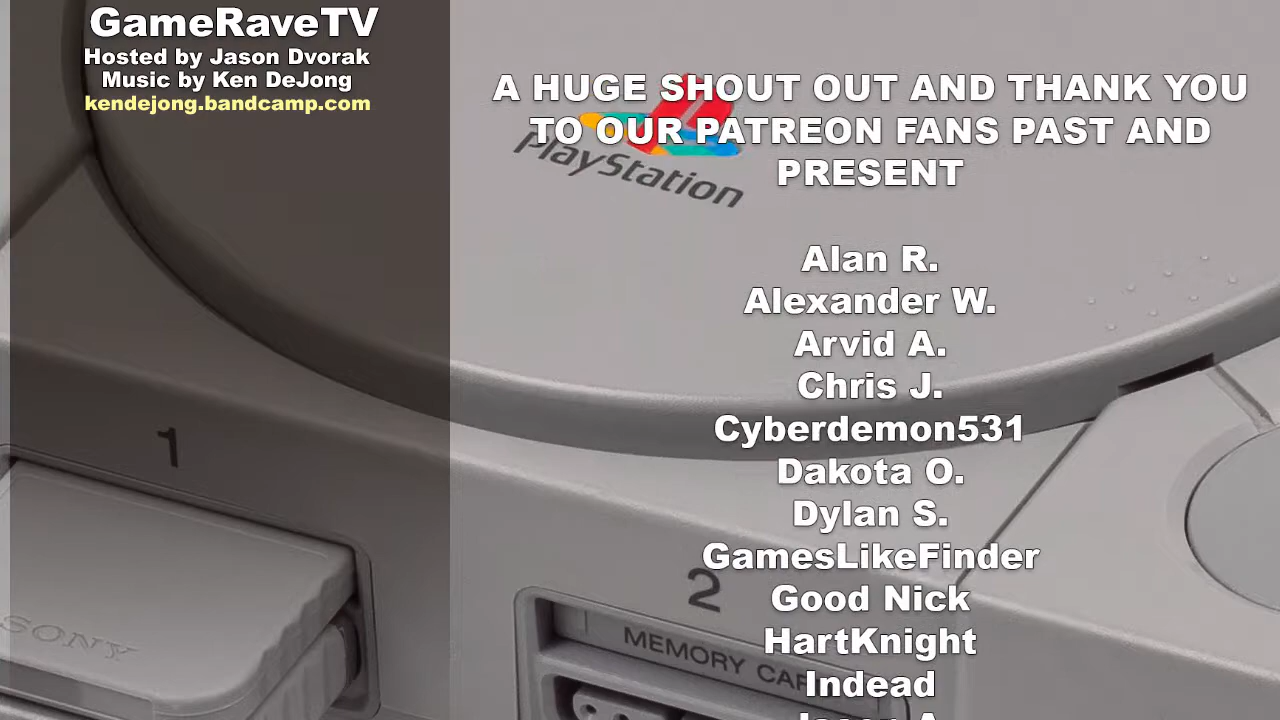 GameRaveTV
Hosted by Jason Dvorak
Music by Ken DeJong
kendejong.bandcamp.com
A HUGE SHOUT OUT AND THANK YOU
TO OUR PATREON FANS PAST AND
PRESENT
PlayStation
Alan R.
Alexander W.
Arvid A.
Chris J.
Cyberdemon531
Dakota O.
Dylan S.
GamesLikeFinder
Good Nick
HartKnight
Indead
1
SONY
2
MEMORY